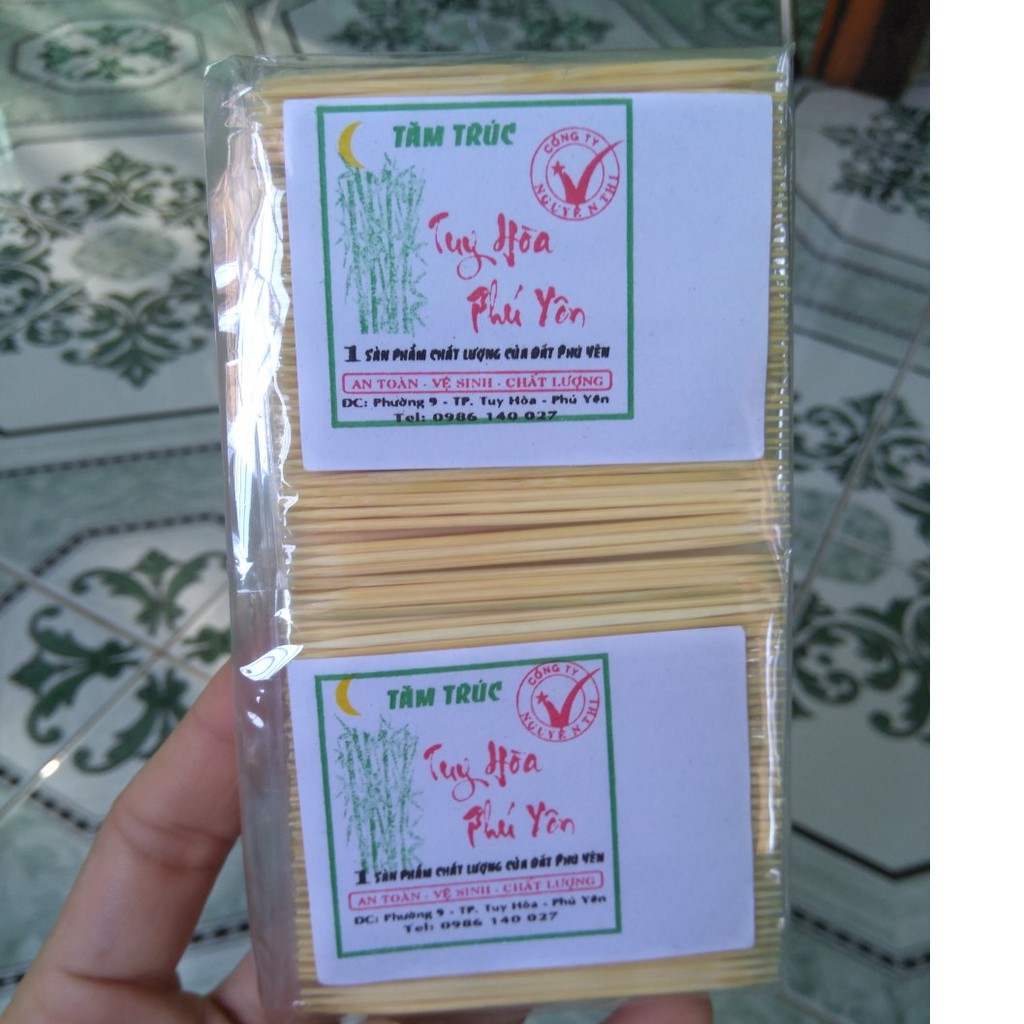 TĂM TRÚC
CÔNG TY
NGUYÊN THI
Tuy Hòa
Phú Yên
1 SẢN PHẨM CHẤT LƯỢNG CỦA ĐẤT PHÚ YÊN
AN TOÀN - VỆ SINH - CHẤT LƯỢNG
ĐC: Phường 9 - TP. Tuy Hòa - Phú Yên
Tel: 0986 140 027
TĂM TRÚC
CÔNG TY
NGUYÊN THI
Tuy Hòa
Phú Yên
1 SẢN PHẨM CHẤT LƯỢNG CỦA ĐẤT PHÚ YÊN
AN TOÀN - VỆ SINH - CHẤT LƯỢNG
ĐC: Phường 9 - TP. Tuy Hòa - Phú Yên
Tel: 0986 140 027